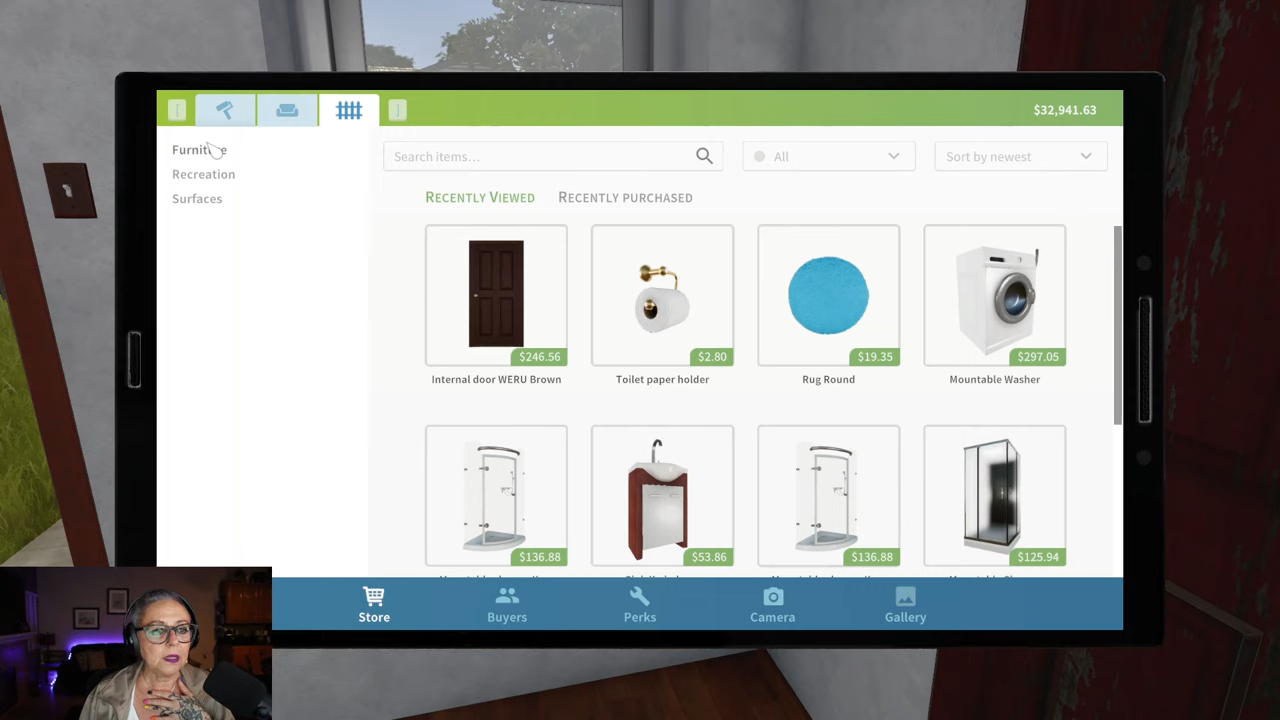 $32,941.63
Furniture
Recreation
Surfaces
Search items...
All
Sort by newest
RECENTLY VIEWED
RECENTLY PURCHASED
$246.56
$2.80
$19.35
$297.05
Internal door WERU Brown
Toilet paper holder
Rug Round
Mountable Washer
$136.88
$53.86
$136.88
$125.94
Store
Buyers
Perks
Camera
Gallery